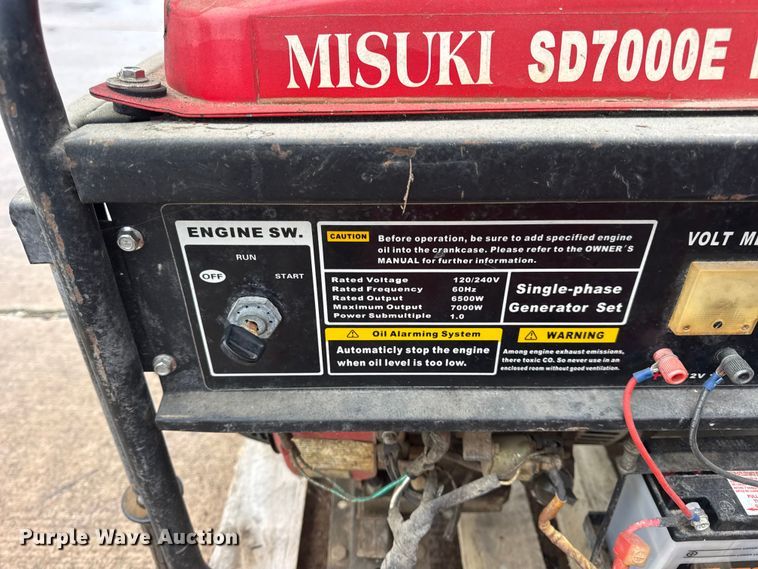 MISUKI SD7000E
ENGINE SW.
RUN
OFF
START
CAUTION Before operation, be sure to add specified engine
oil into the crankcase. Please refer to the OWNER´S
MANUAL for further information.
Rated Voltage 120/240V
Rated Frequency 60Hz
Rated Output 6500W
Maximum Output 7000W
Power Submultiple 1.0
Single-phase
Generator Set
Oil Alarming System
Automaticly stop the engine
when oil level is too low.
WARNING
Among engine exhaust emissions,
there toxic CO. So never use in an
enclosed room without good ventilation.
VOLT ME
2V
Purple Wave Auction